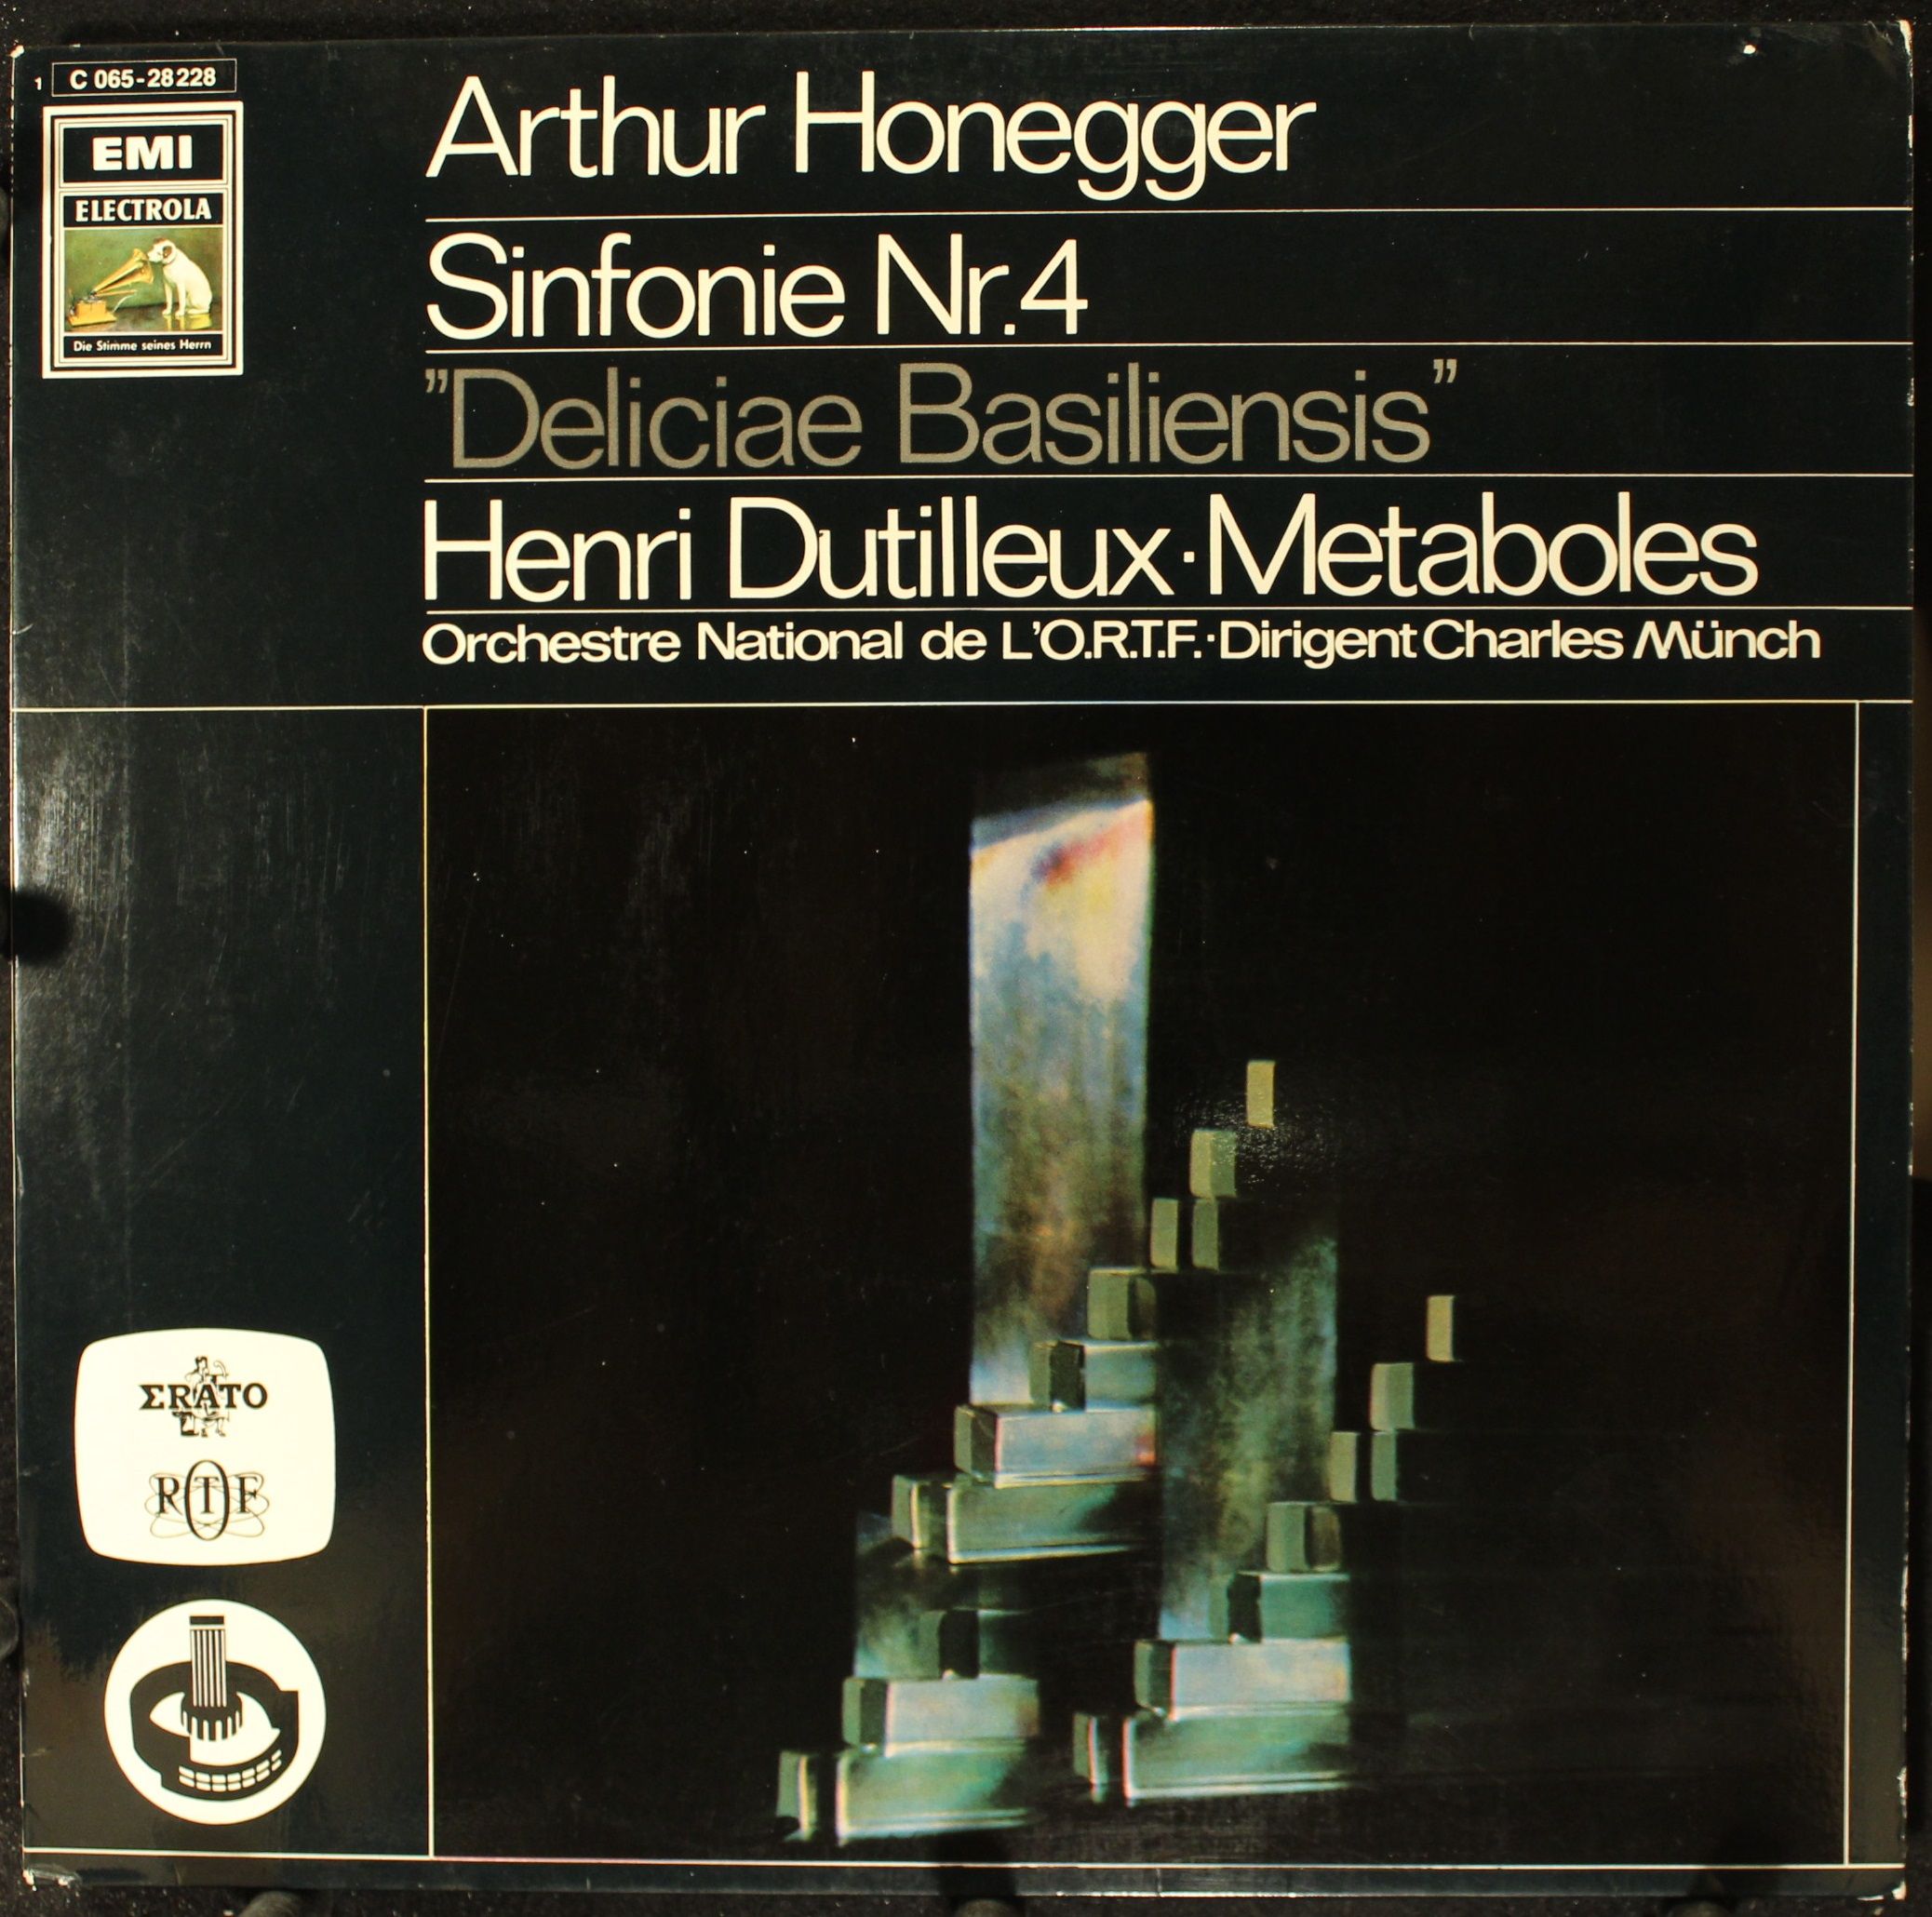 1 C 065-28228
EMI
ELECTROLA
Die Stimme seines Herrn
Arthur Honegger
Sinfonie Nr.4
"Deliciae Basiliensis"
Henri Dutilleux·Metaboles
Orchestre National de L'O.R.T.F.·Dirigent Charles Münch
ΣRATO
ORTF